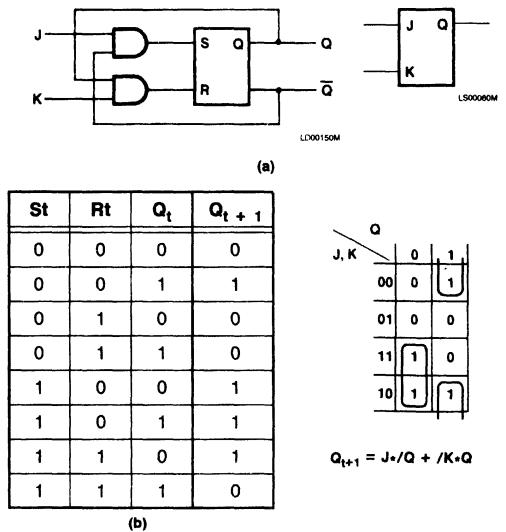 J
K
S Q
R
Q
Q̅
LD00150M
J Q
K
LS00080M
(a)
St Rt Qt Qt + 1
0 0 0 0
0 0 1 1
0 1 0 0
0 1 1 0
1 0 0 1
1 0 1 1
1 1 0 1
1 1 1 0
(b)
Q
J, K 0 1
00 0 1
01 0 0
11 1 0
10 1 1
Qt+1 = J*/Q + /K*Q